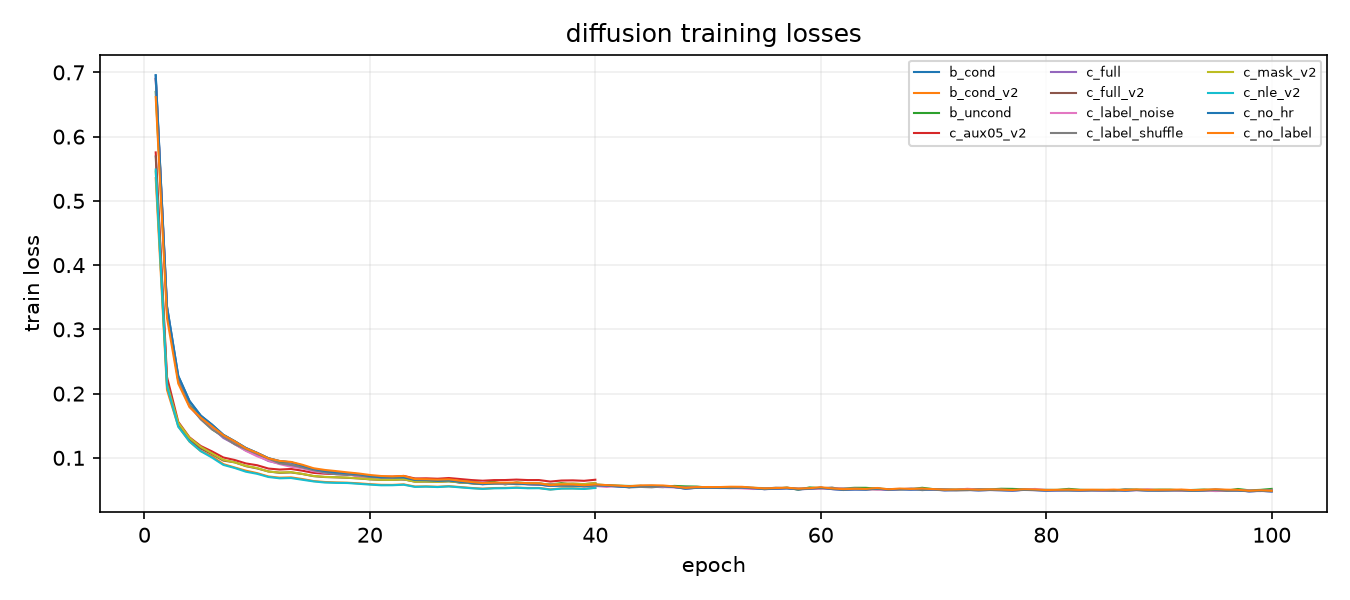 diffusion training losses
train loss
0.7
0.6
0.5
0.4
0.3
0.2
0.1
b_cond
b_cond_v2
b_uncond
c_aux05_v2
c_full
c_full_v2
c_label_noise
c_label_shuffle
c_mask_v2
c_nle_v2
c_no_hr
c_no_label
0 20 40 60 80 100
epoch